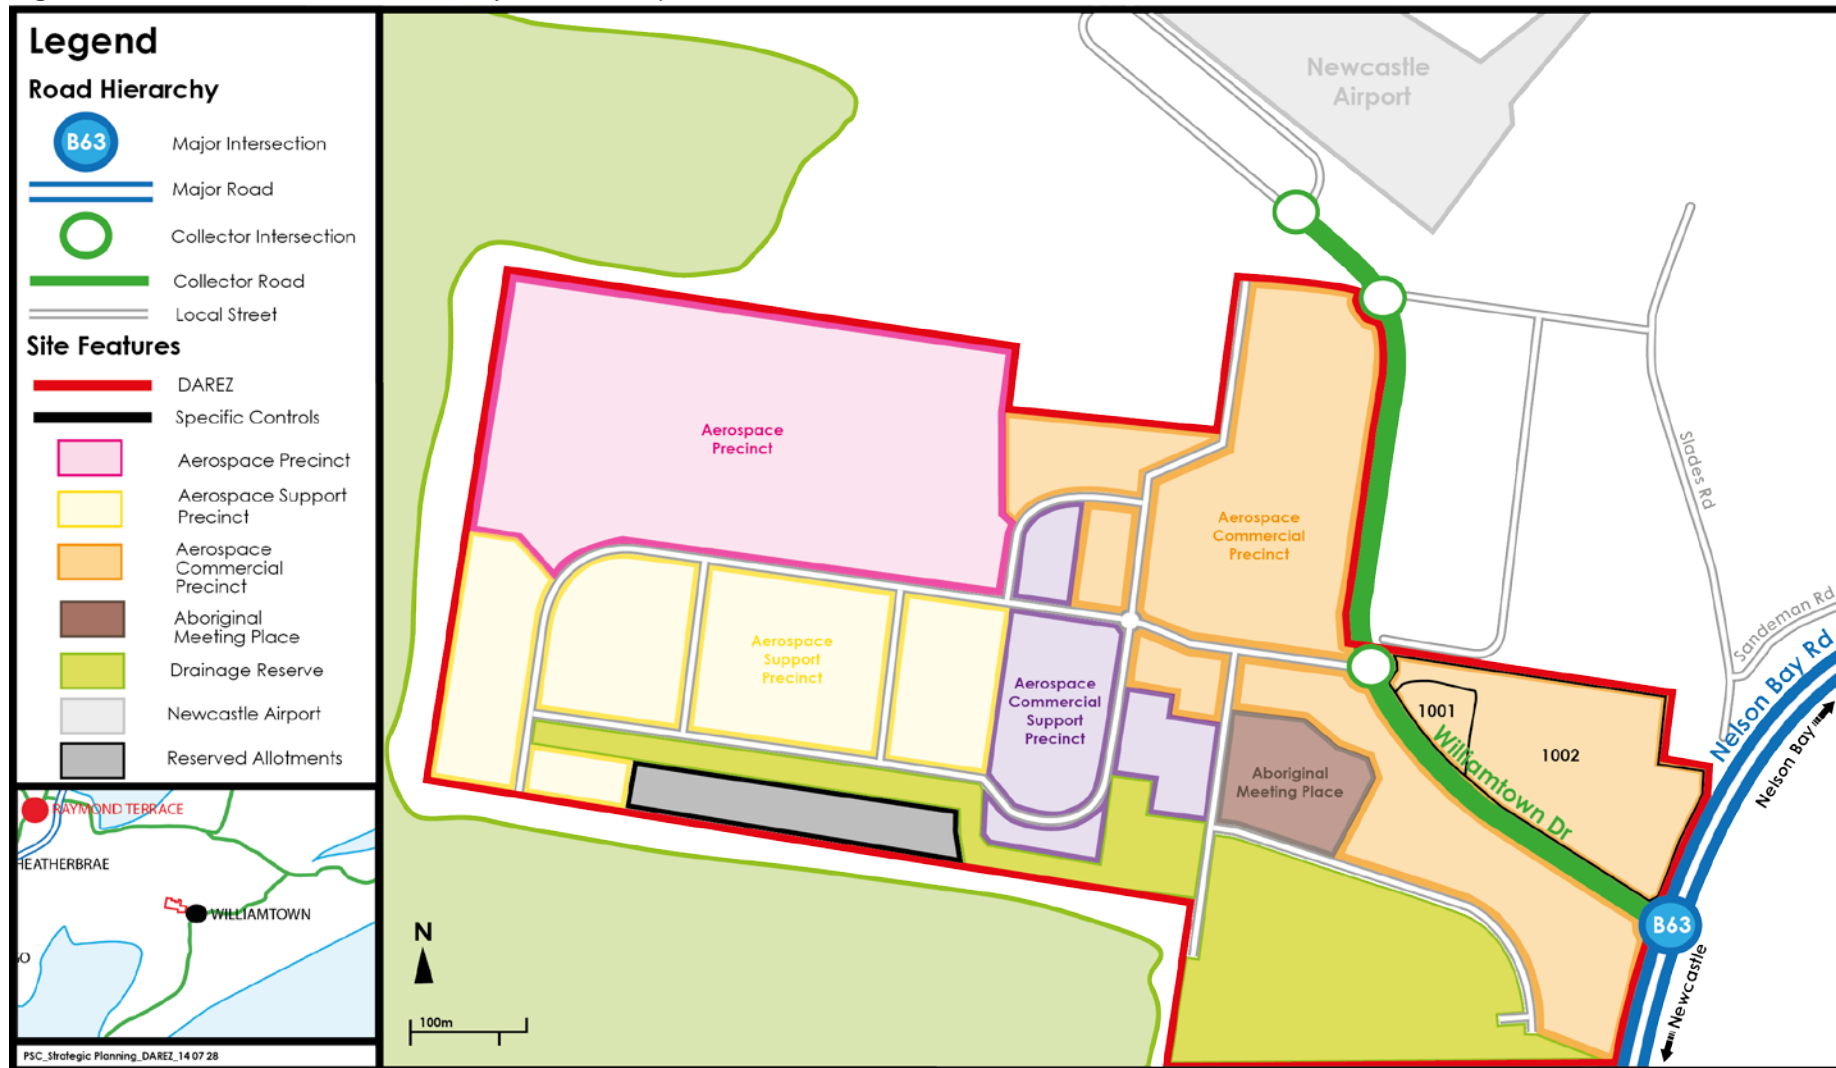 Legend
Road Hierarchy
B63
Major Intersection
Major Road
Collector Intersection
Collector Road
Local Street
Site Features
DAREZ
Specific Controls
Aerospace Precinct
Aerospace Support
Precinct
Aerospace
Commercial
Precinct
Aboriginal
Meeting Place
Drainage Reserve
Newcastle Airport
Reserved Allotments
RAYMOND TERRACE
HEATHERBRAE
WILLIAMTOWN
PSC_Strategic Planning_DAREZ_14 07 28
N
100m
Newcastle
Airport
Aerospace
Precinct
Aerospace
Commercial
Precinct
Aerospace
Support
Precinct
Aerospace
Commercial
Support
Precinct
Aboriginal
Meeting Place
1001
1002
Williamtown Dr
Slades Rd
Sandeman Rd
Nelson Bay Rd
Nelson Bay
B63
Newcastle